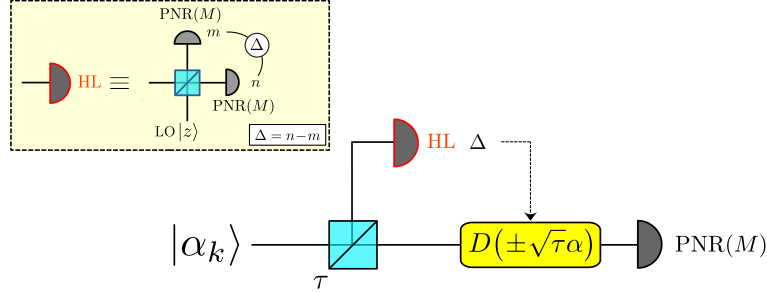 PNR(M)
m
Δ
HL ≡
n
PNR(M)
LO |z⟩
Δ = n−m
HL Δ
|α_k⟩
D(±√τα)
PNR(M)
τ